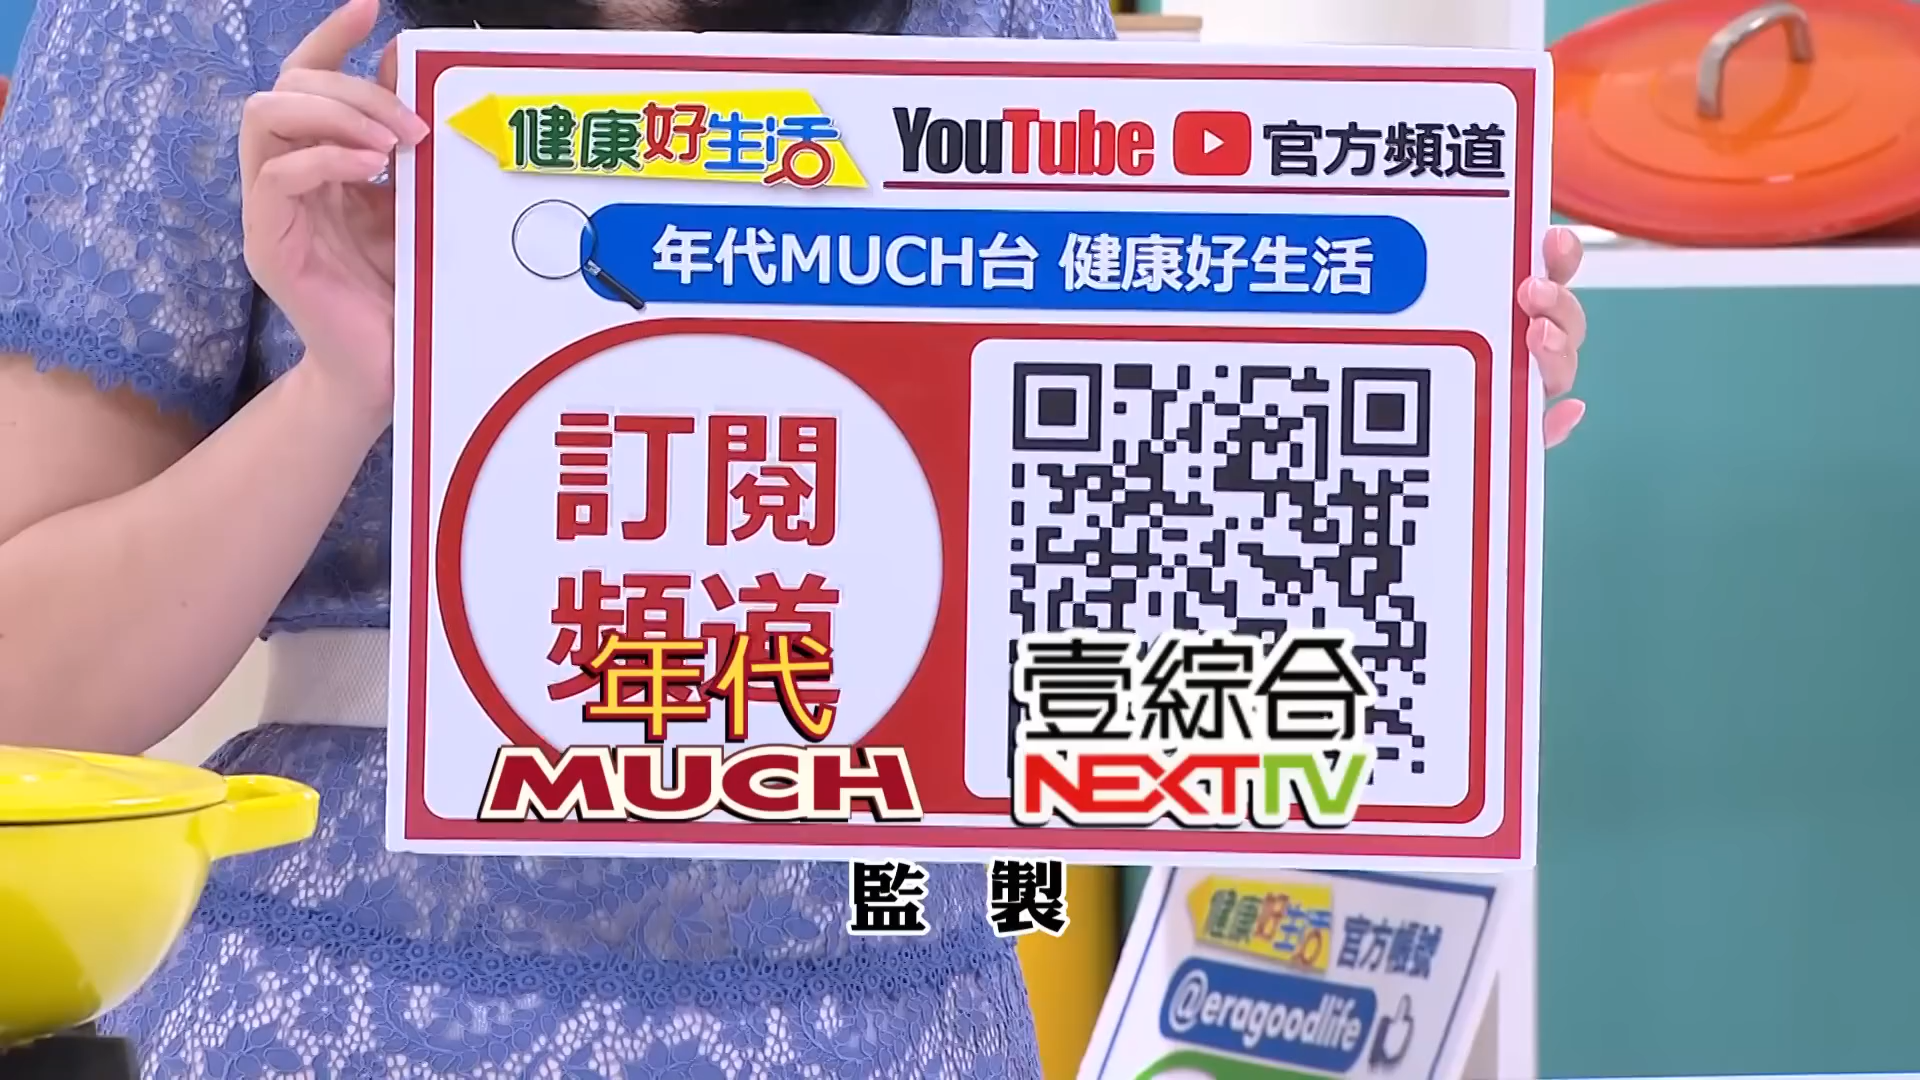 健康好生活 YouTube 官方頻道
年代MUCH台 健康好生活
訂閱
頻道
年代
MUCH
壹綜合
NEXTTV
監製
健康好生活 官方帳號
@eragoodlife